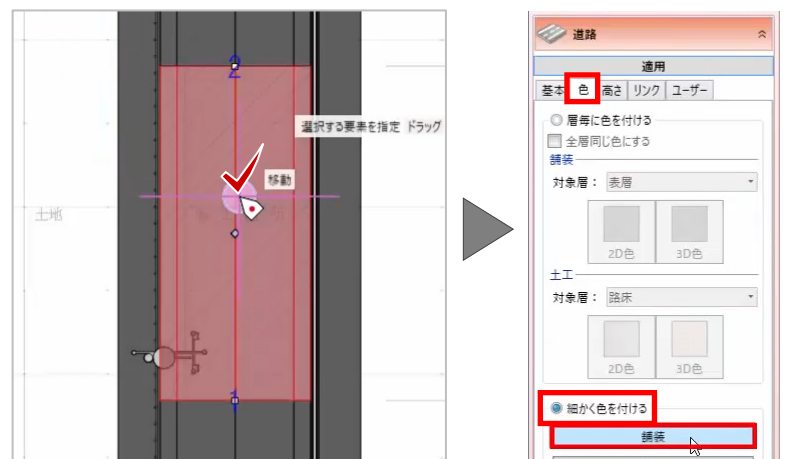 2
選択する要素を指定 ドラッグ
移動
土地
1
道路
適用
基本 色 高さ リンク ユーザー
層毎に色を付ける
全層同じ色にする
舗装
対象層： 表層
2D色 3D色
土工
対象層： 路床
2D色 3D色
細かく色を付ける
舗装